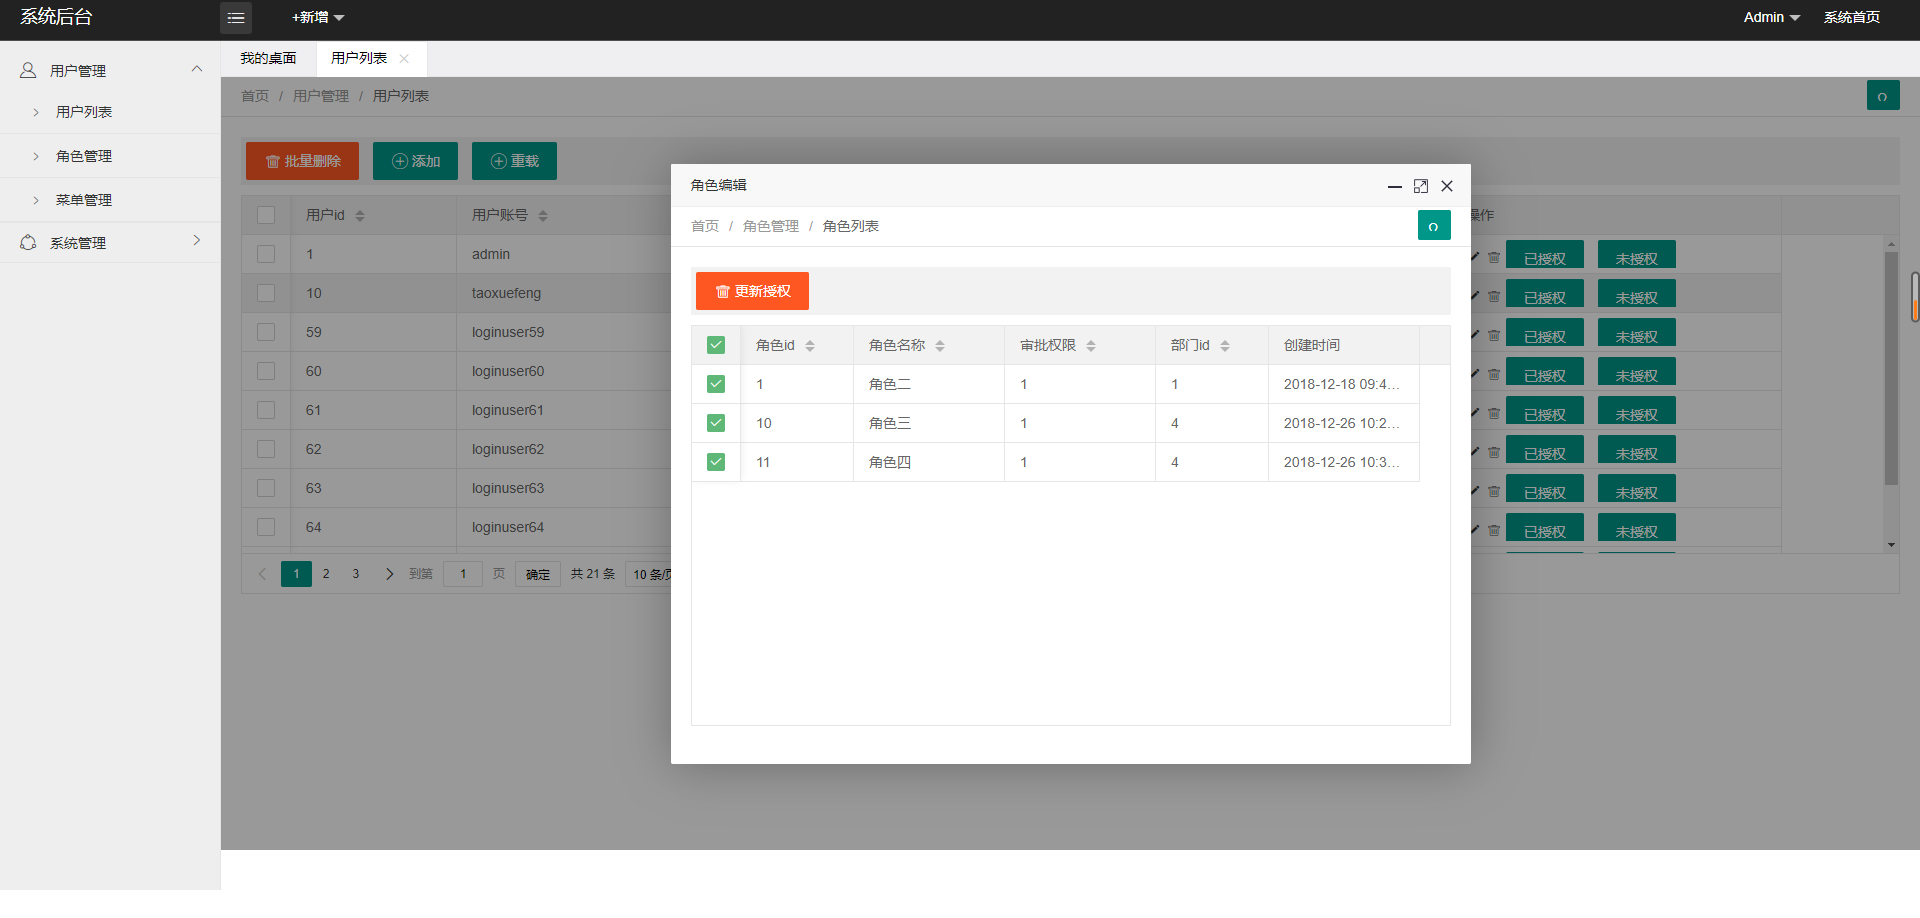 系统后台
+新增
Admin 系统首页
用户管理
用户列表
角色管理
菜单管理
系统管理
我的桌面 用户列表
首页 / 用户管理 / 用户列表
批量删除 添加 重载
用户id 用户账号 操作
1 admin 已授权 未授权
10 taoxuefeng 已授权 未授权
59 loginuser59 已授权 未授权
60 loginuser60 已授权 未授权
61 loginuser61 已授权 未授权
62 loginuser62 已授权 未授权
63 loginuser63 已授权 未授权
64 loginuser64 已授权 未授权
1 2 3 到第 1 页 确定 共 21 条 10 条/页
角色编辑
首页 / 角色管理 / 角色列表
更新授权
角色id 角色名称 审批权限 部门id 创建时间
1 角色二 1 1 2018-12-18 09:4...
10 角色三 1 4 2018-12-26 10:2...
11 角色四 1 4 2018-12-26 10:3...